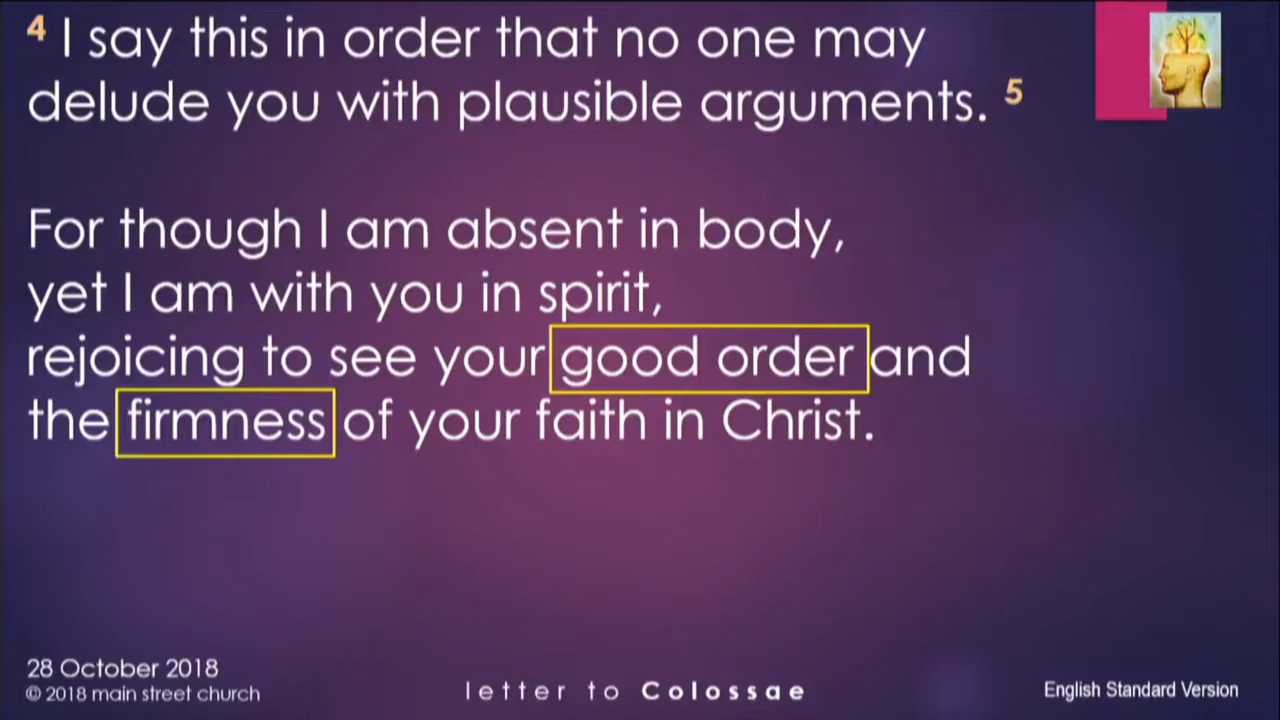 4 I say this in order that no one may
delude you with plausible arguments. 5
For though I am absent in body,
yet I am with you in spirit,
rejoicing to see your good order and
the firmness of your faith in Christ.
28 October 2018
© 2018 main street church
letter to Colossae
English Standard Version